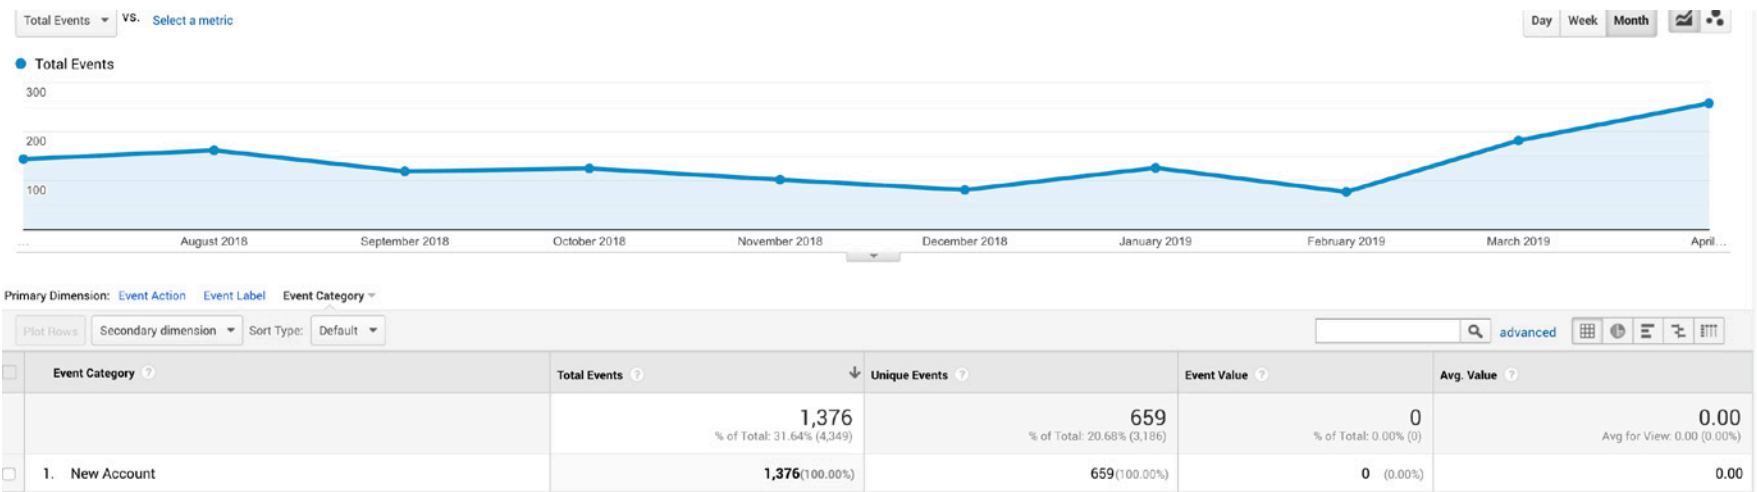 Total Events vs. Select a metric Day Week Month
Total Events
300
200
100
... August 2018 September 2018 October 2018 November 2018 December 2018 January 2019 February 2019 March 2019 April...
Primary Dimension: Event Action Event Label Event Category
Plot Rows Secondary dimension Sort Type: Default advanced
Event Category ? Total Events ? Unique Events ? Event Value ? Avg. Value ?
1,376 659 0 0.00
% of Total: 31.64% (4,349) % of Total: 20.68% (3,186) % of Total: 0.00% (0) Avg for View: 0.00 (0.00%)
1. New Account 1,376(100.00%) 659(100.00%) 0 (0.00%) 0.00